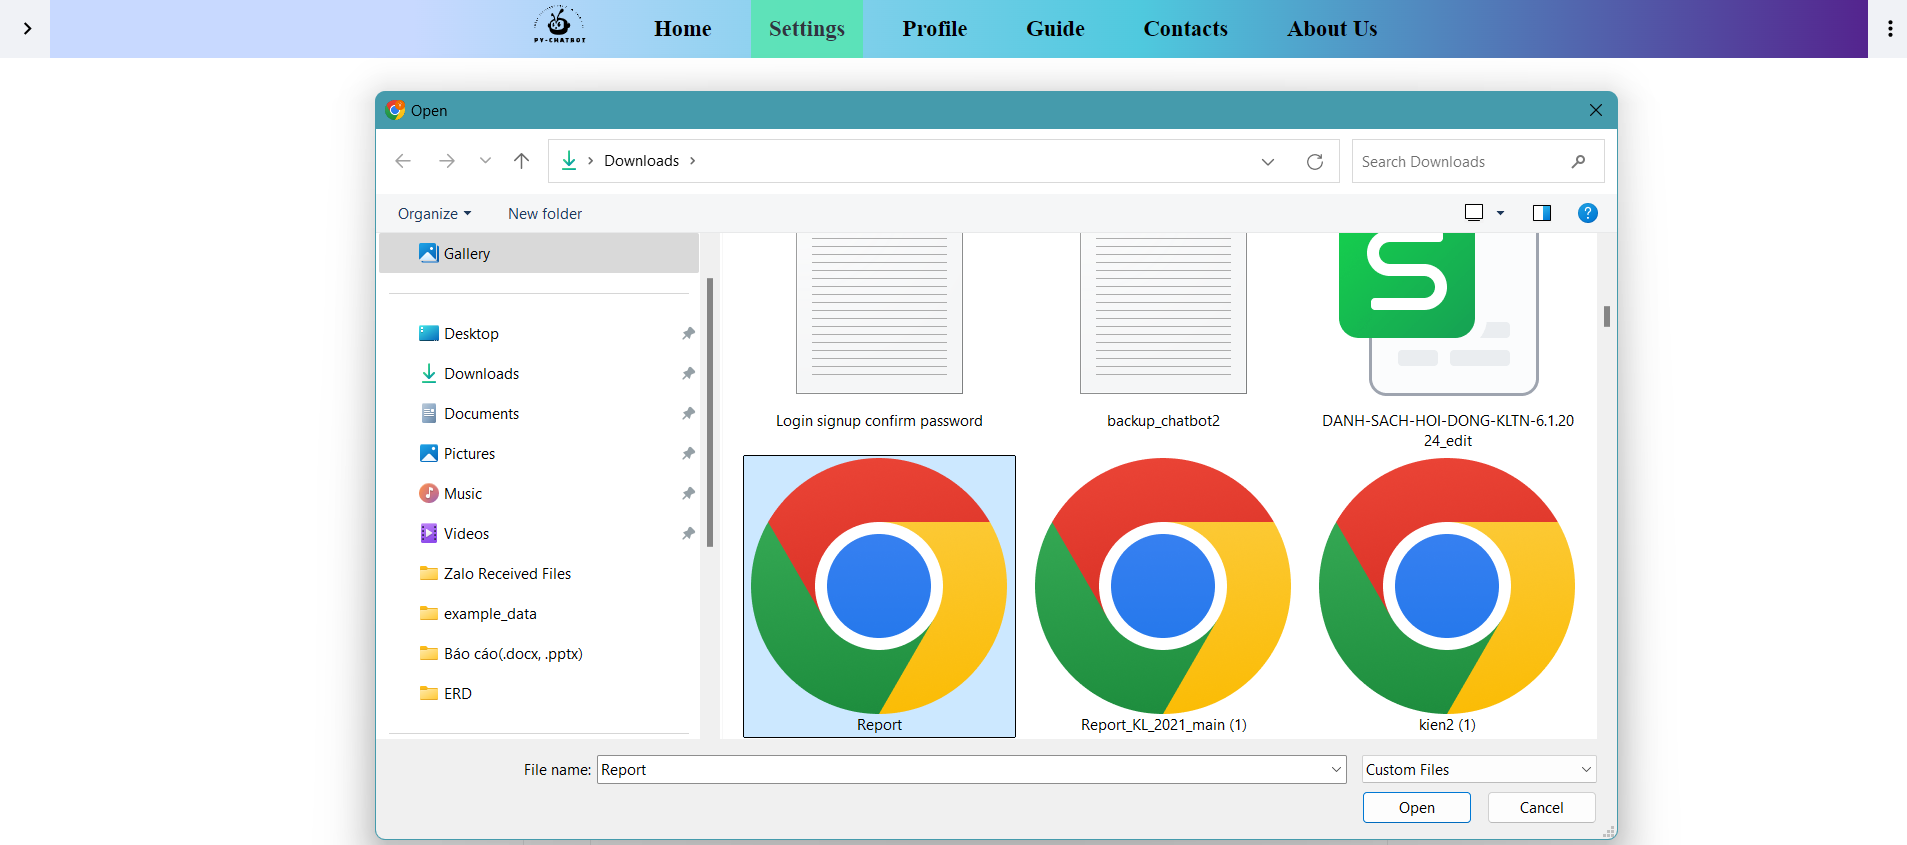 PY-CHATBOT
Home
Settings
Profile
Guide
Contacts
About Us
Open
Downloads
Search Downloads
Organize
New folder
Gallery
Desktop
Downloads
Documents
Pictures
Music
Videos
Zalo Received Files
example_data
Báo cáo(.docx, .pptx)
ERD
Login signup confirm password
backup_chatbot2
DANH-SACH-HOI-DONG-KLTN-6.1.20
24_edit
Report
Report_KL_2021_main (1)
kien2 (1)
File name:
Report
Custom Files
Open
Cancel